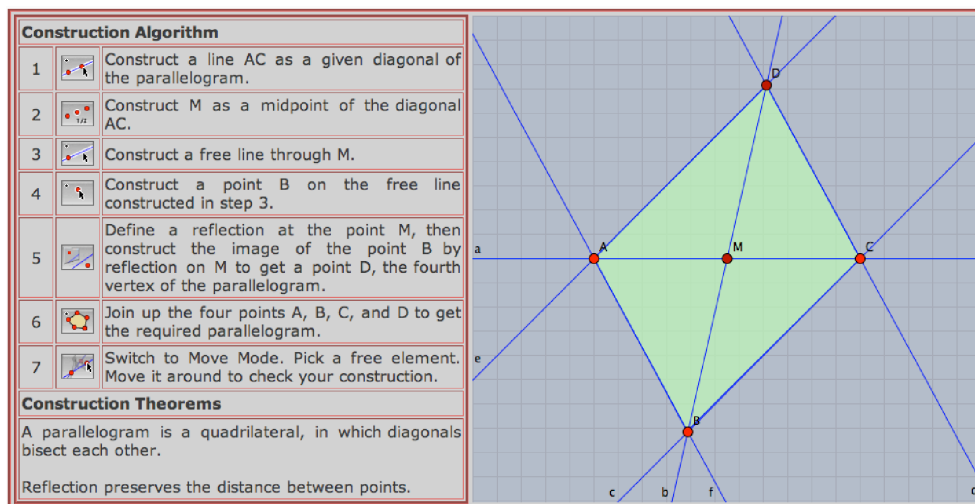 Construction Algorithm
1 Construct a line AC as a given diagonal of
the parallelogram.
2 Construct M as a midpoint of the diagonal
AC.
3 Construct a free line through M.
4 Construct a point B on the free line
constructed in step 3.
5 Define a reflection at the point M, then
construct the image of the point B by
reflection on M to get a point D, the fourth
vertex of the parallelogram.
6 Join up the four points A, B, C, and D to get
the required parallelogram.
7 Switch to Move Mode. Pick a free element.
Move it around to check your construction.
Construction Theorems
A parallelogram is a quadrilateral, in which diagonals
bisect each other.
Reflection preserves the distance between points.
D
a A M C
e
B
c b f